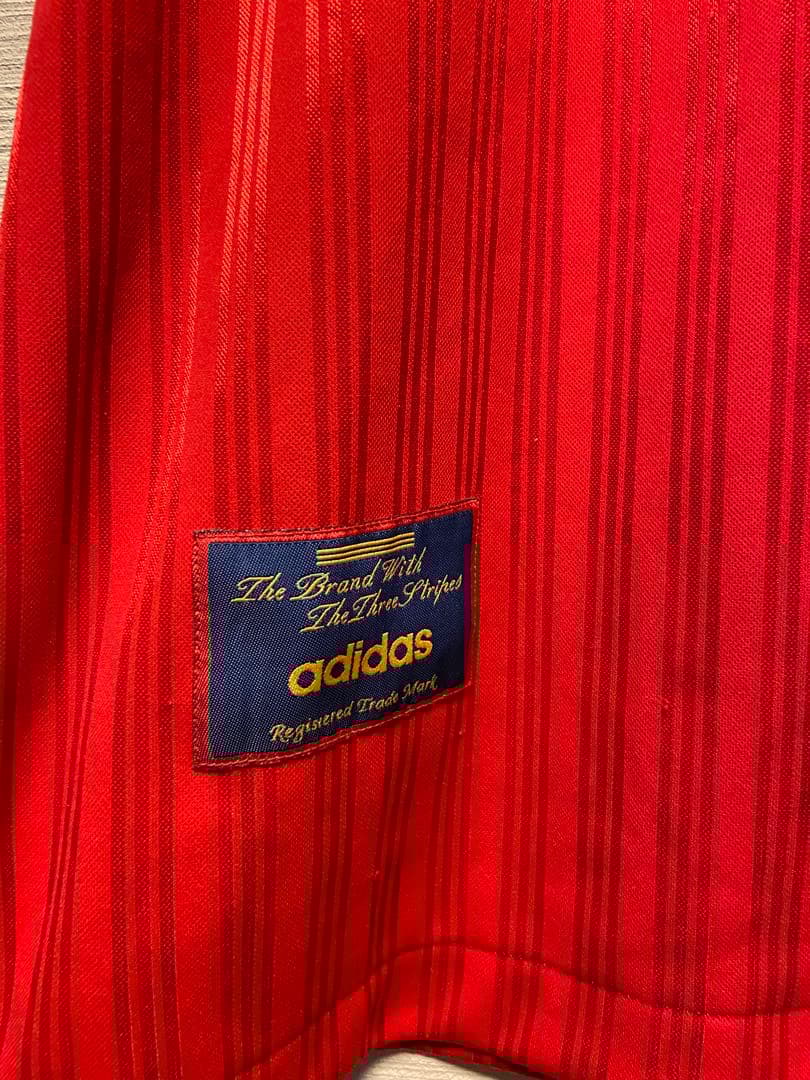 The Brand With
The Three Stripes
adidas
Registered Trade Mark